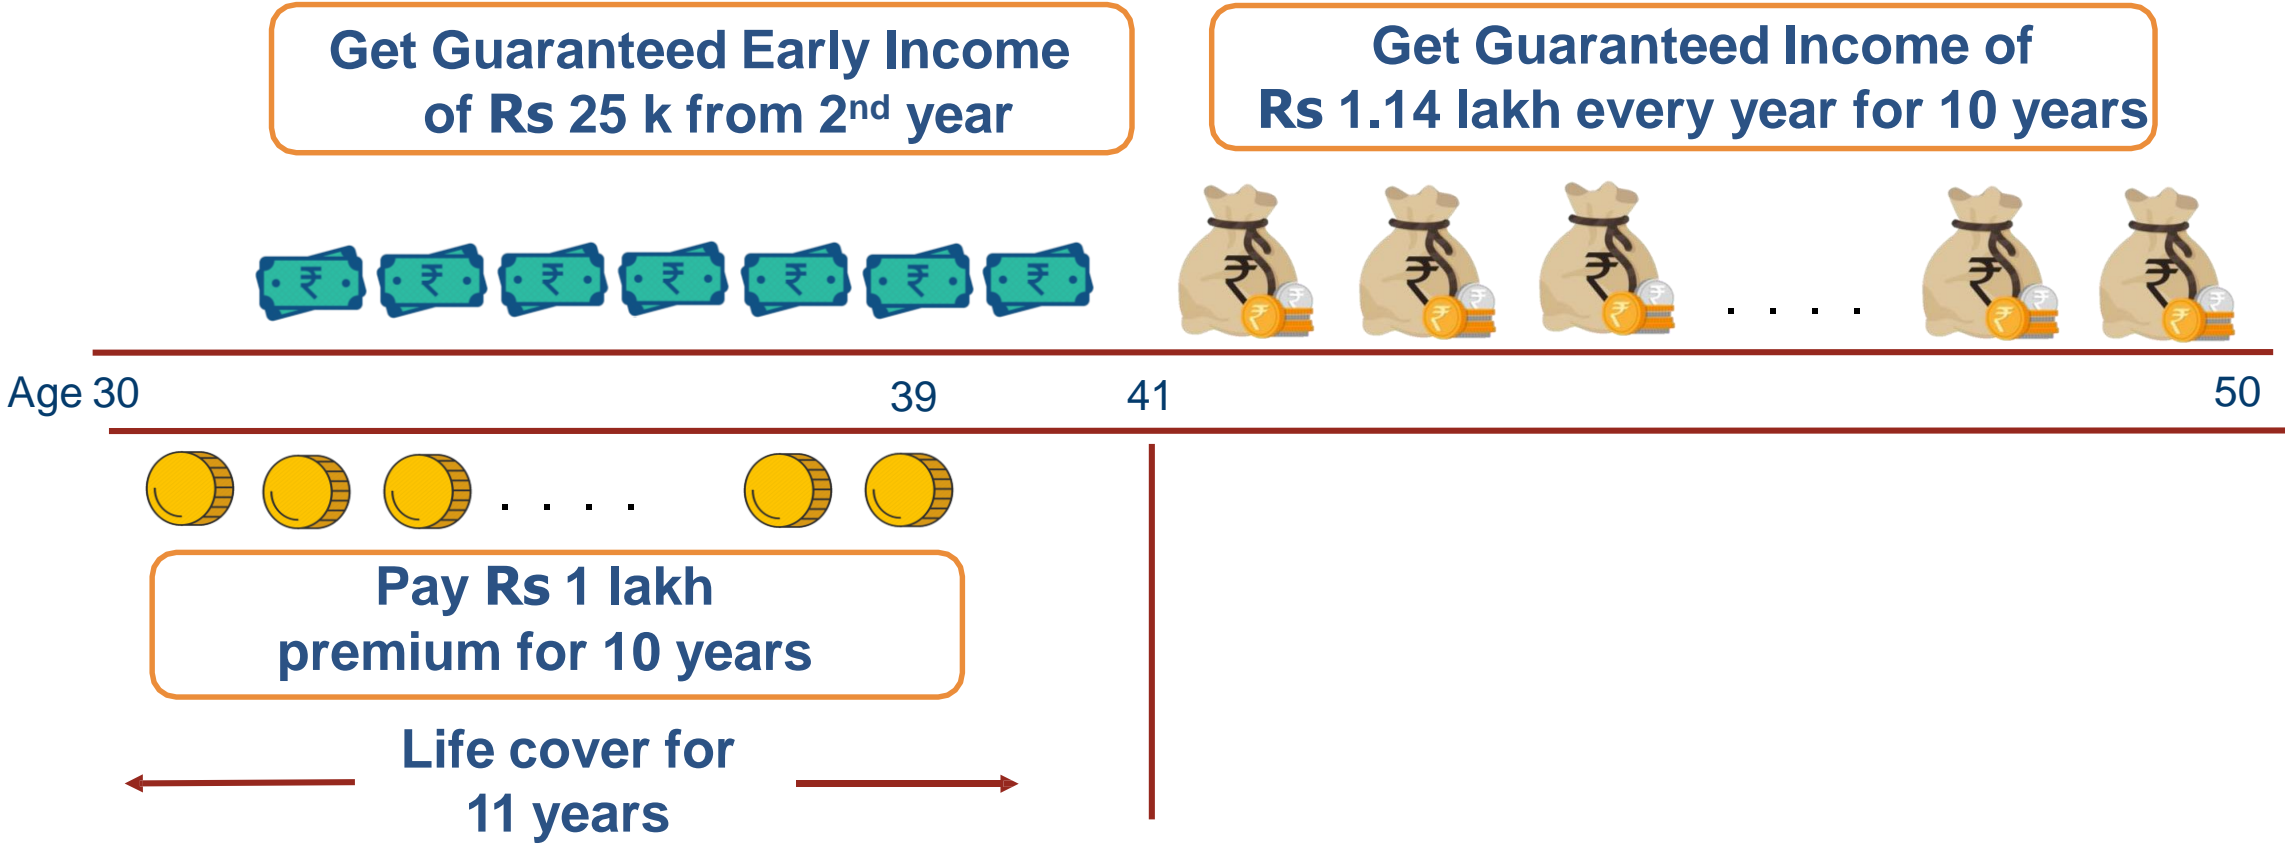 Get Guaranteed Early Income
of Rs 25 k from 2nd year
Get Guaranteed Income of
Rs 1.14 lakh every year for 10 years
₹ ₹ ₹ ₹ ₹ ₹ ₹
₹ ₹ ₹ . . . . ₹ ₹
Age 30 39 41 50
. . . .
Pay Rs 1 lakh
premium for 10 years
Life cover for
11 years